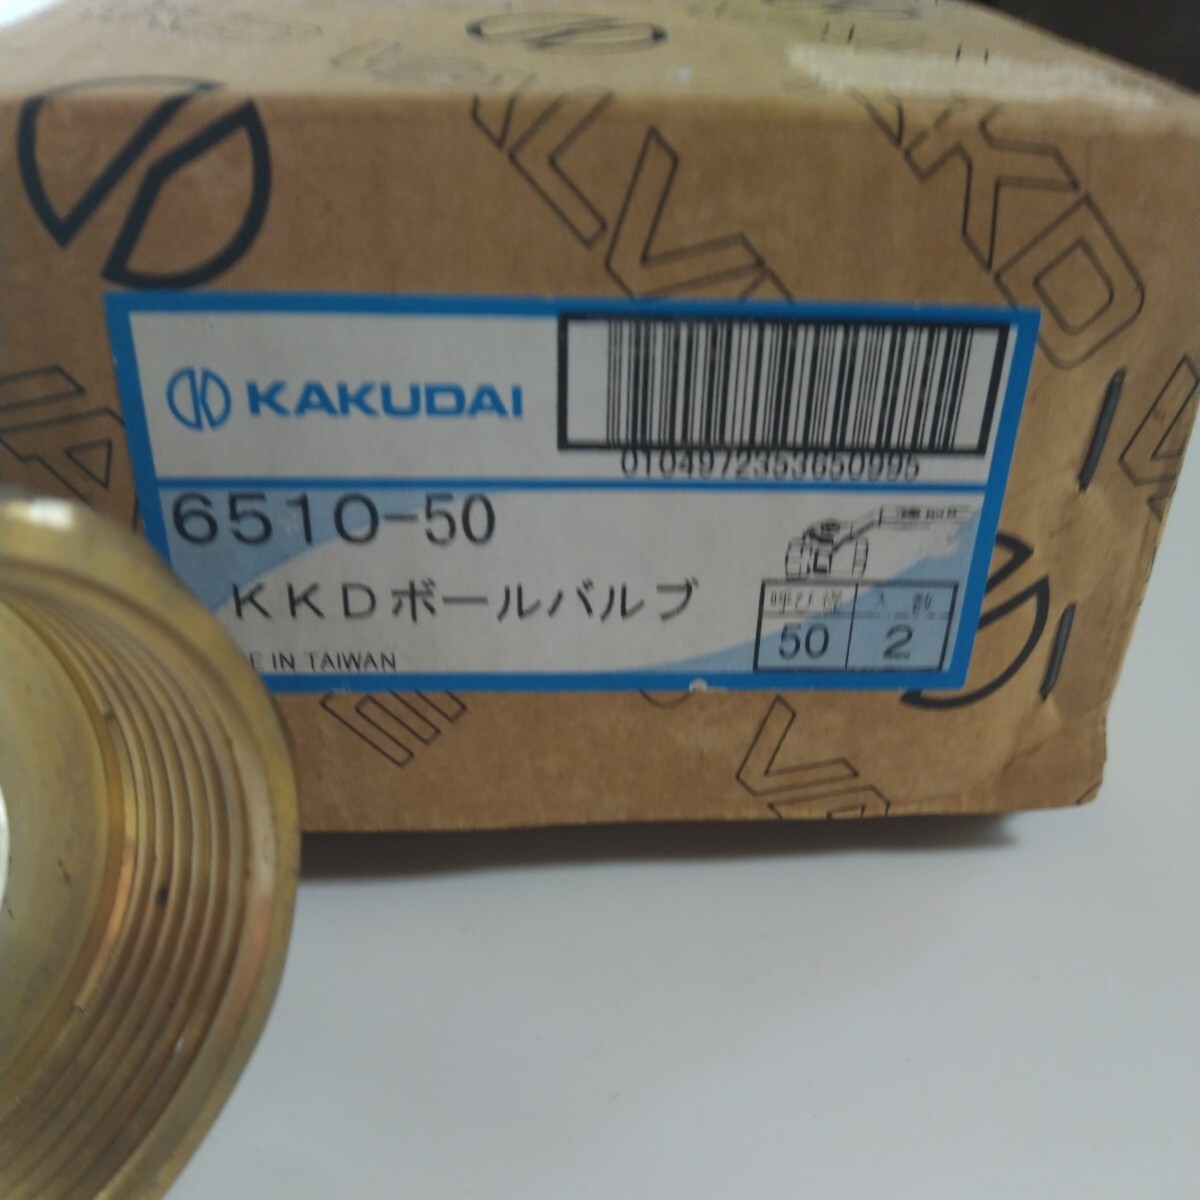 KAKUDAI
0104972353650995
6510-50
KKDボールバルブ
呼び径 入数
50 2
E IN TAIWAN